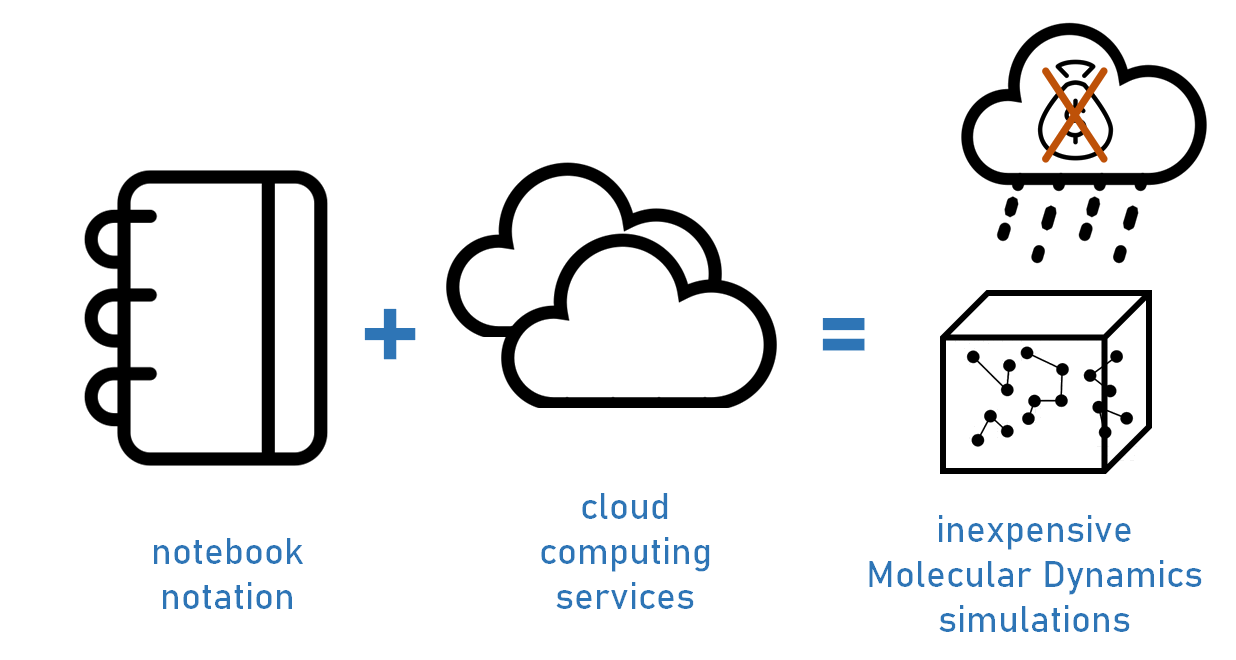 notebook
notation
+
cloud
computing
services
=
inexpensive
Molecular Dynamics
simulations